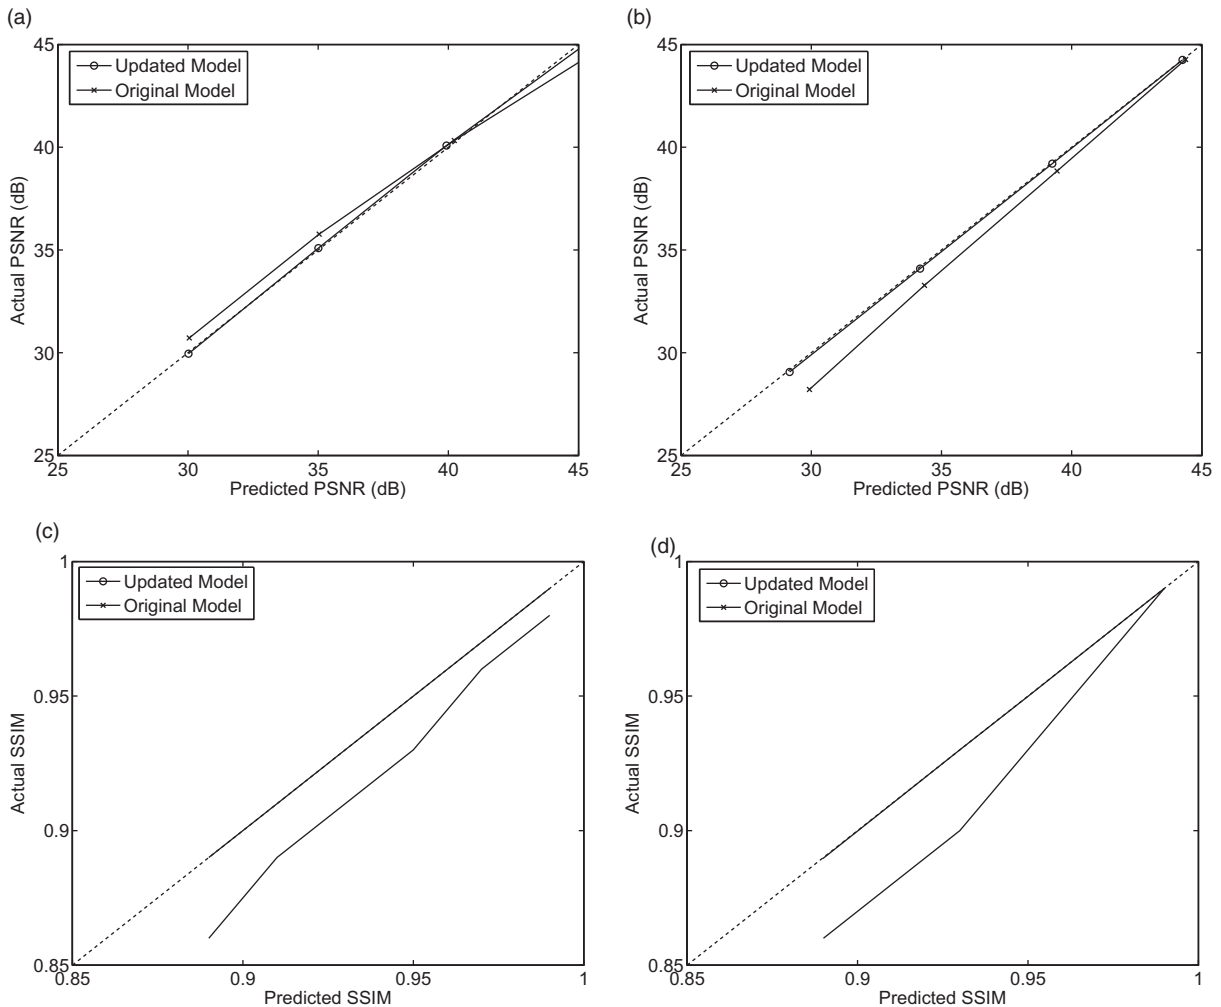 (a)
45
Updated Model
Original Model
40
35
30
25
Actual PSNR (dB)
25
30
35
40
45
Predicted PSNR (dB)
(b)
45
Updated Model
Original Model
40
35
30
25
Actual PSNR (dB)
25
30
35
40
45
Predicted PSNR (dB)
(c)
1
Updated Model
Original Model
0.95
0.9
0.85
Actual SSIM
0.85
0.9
0.95
1
Predicted SSIM
(d)
1
Updated Model
Original Model
0.95
0.9
0.85
Actual SSIM
0.85
0.9
0.95
1
Predicted SSIM